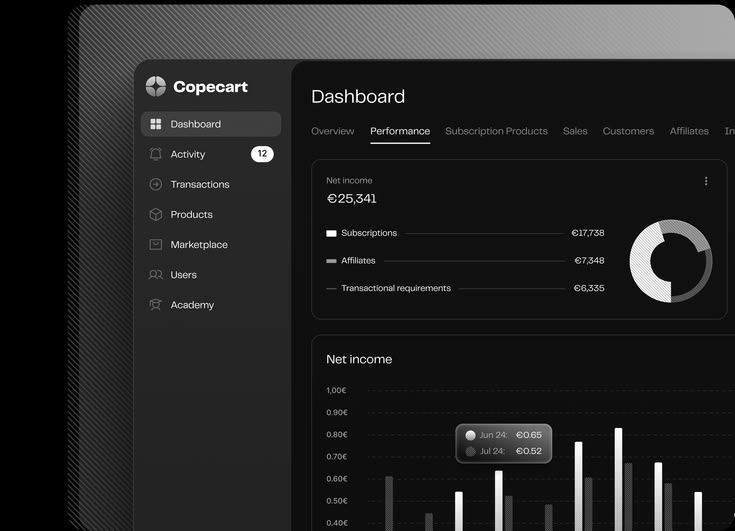 Copecart
Dashboard
Activity 12
Transactions
Products
Marketplace
Users
Academy
Dashboard
Overview Performance Subscription Products Sales Customers Affiliates In
Net income
€25,341
Subscriptions €17,738
Affiliates €7,348
Transactional requirements €6,335
Net income
1,00€
0.90€
0.80€
0.70€
0.60€
0.50€
0.40€
Jun 24: €0.65
Jul 24: €0.52